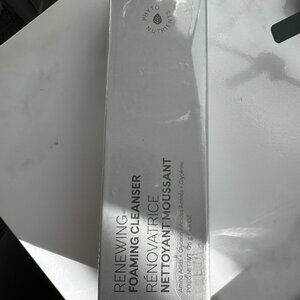 PHYTO
NUTRIENTS
RENEWING
FOAMING CLEANSER
RÉNOVATRICE
NETTOYANT MOUSSANT